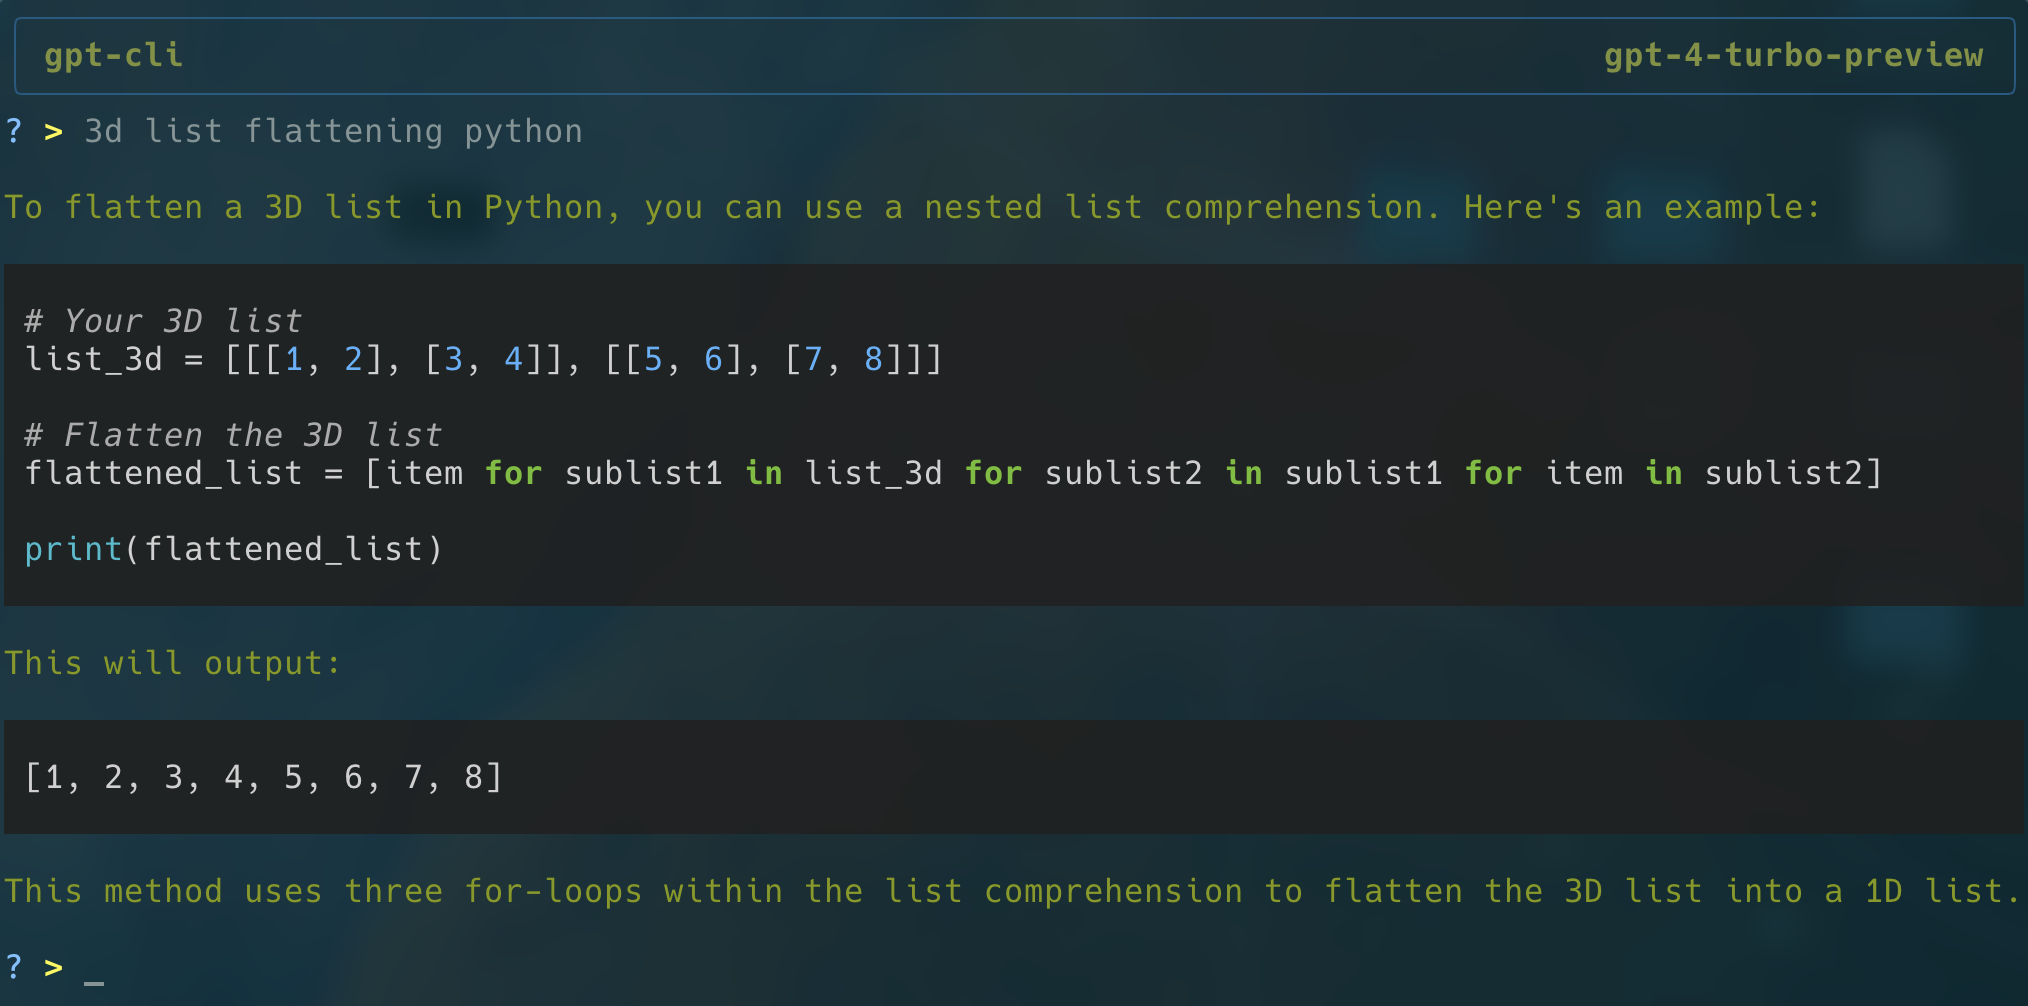 gpt-cli gpt-4-turbo-preview
? > 3d list flattening python
To flatten a 3D list in Python, you can use a nested list comprehension. Here's an example:
# Your 3D list
list_3d = [[[1, 2], [3, 4]], [[5, 6], [7, 8]]]
# Flatten the 3D list
flattened_list = [item for sublist1 in list_3d for sublist2 in sublist1 for item in sublist2]
print(flattened_list)
This will output:
[1, 2, 3, 4, 5, 6, 7, 8]
This method uses three for-loops within the list comprehension to flatten the 3D list into a 1D list.
? > _